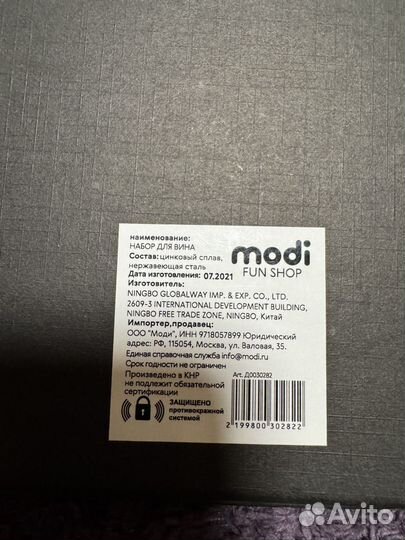 наименование:
НАБОР ДЛЯ ВИНА
Состав: цинковый сплав,
нержавеющая сталь
Дата изготовления: 07.2021
modi
FUN SHOP
Изготовитель:
NINGBO GLOBALWAY IMP. & EXP. CO., LTD.
2609-3 INTERNATIONAL DEVELOPMENT BUILDING,
NINGBO FREE TRADE ZONE, NINGBO, Китай
Импортер,продавец:
ООО "Моди", ИНН 9718057899 Юридический
адрес: РФ, 115054, Москва, ул. Валовая, 35.
Единая справочная служба info@modi.ru
Срок годности не ограничен
Произведено в КНР
не подлежит обязательной
сертификации
Art. Д0030282
ЗАЩИЩЕНО
противокражной
системой
2 199800 302822
Avito